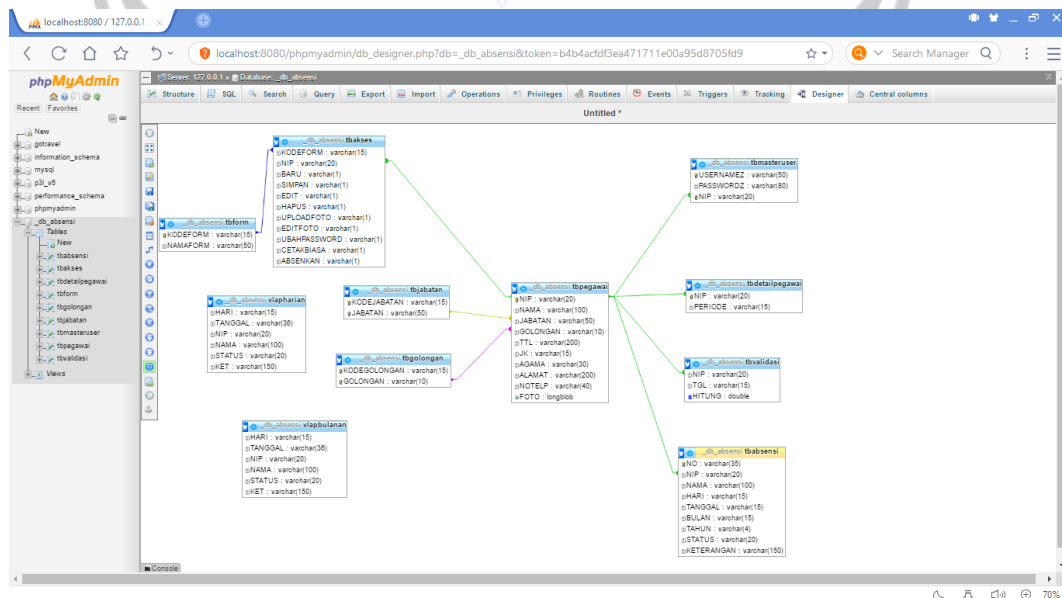 localhost:8080 / 127.0.0.1
localhost:8080/phpmyadmin/db_designer.php?db=_db_absensi&token=b4b4acfdf3ea471711e00a95d8705fd9
Search Manager
phpMyAdmin
Recent Favorites
New
gotravel
information_schema
mysql
p3l_v6
performance_schema
phpmyadmin
_db_absensi
Tables
New
tbabsensi
tbakses
tbdetailpegawai
tbform
tbgolongan
tbjabatan
tbmasteruser
tbpegawai
tbvalidasi
Views
Server: 127.0.0.1 » Database: _db_absensi
Structure SQL Search Query Export Import Operations Privileges Routines Events Triggers Tracking Designer Central columns
Untitled *
_db_absensi tbakses
KODEFORM : varchar(15)
NIP : varchar(20)
BARU : varchar(1)
SIMPAN : varchar(1)
EDIT : varchar(1)
HAPUS : varchar(1)
UPLOADFOTO : varchar(1)
EDITFOTO : varchar(1)
UBAHPASSWORD : varchar(1)
CETAKBIASA : varchar(1)
ABSENKAN : varchar(1)
_db_absensi tbmasteruser
USERNAMEZ : varchar(50)
PASSWORDZ : varchar(80)
NIP : varchar(20)
_db_absensi tbform
KODEFORM : varchar(15)
NAMAFORM : varchar(50)
_db_absensi vlapharian
HARI : varchar(15)
TANGGAL : varchar(36)
NIP : varchar(20)
NAMA : varchar(100)
STATUS : varchar(20)
KET : varchar(150)
_db_absensi tbjabatan
KODEJABATAN : varchar(15)
JABATAN : varchar(50)
_db_absensi tbgolongan
KODEGOLONGAN : varchar(15)
GOLONGAN : varchar(10)
_db_absensi tbpegawai
NIP : varchar(20)
NAMA : varchar(100)
JABATAN : varchar(50)
GOLONGAN : varchar(10)
TTL : varchar(200)
JK : varchar(15)
AGAMA : varchar(30)
ALAMAT : varchar(200)
NOTELP : varchar(40)
FOTO : longblob
_db_absensi tbdetailpegawai
NIP : varchar(20)
PERIODE : varchar(15)
_db_absensi tbvalidasi
NIP : varchar(20)
TGL : varchar(15)
HITUNG : double
_db_absensi vlapbulanan
HARI : varchar(15)
TANGGAL : varchar(36)
NIP : varchar(20)
NAMA : varchar(100)
STATUS : varchar(20)
KET : varchar(150)
_db_absensi tbabsensi
NO : varchar(35)
NIP : varchar(20)
NAMA : varchar(100)
HARI : varchar(15)
TANGGAL : varchar(15)
BULAN : varchar(15)
TAHUN : varchar(4)
STATUS : varchar(20)
KETERANGAN : varchar(150)
Console
70%